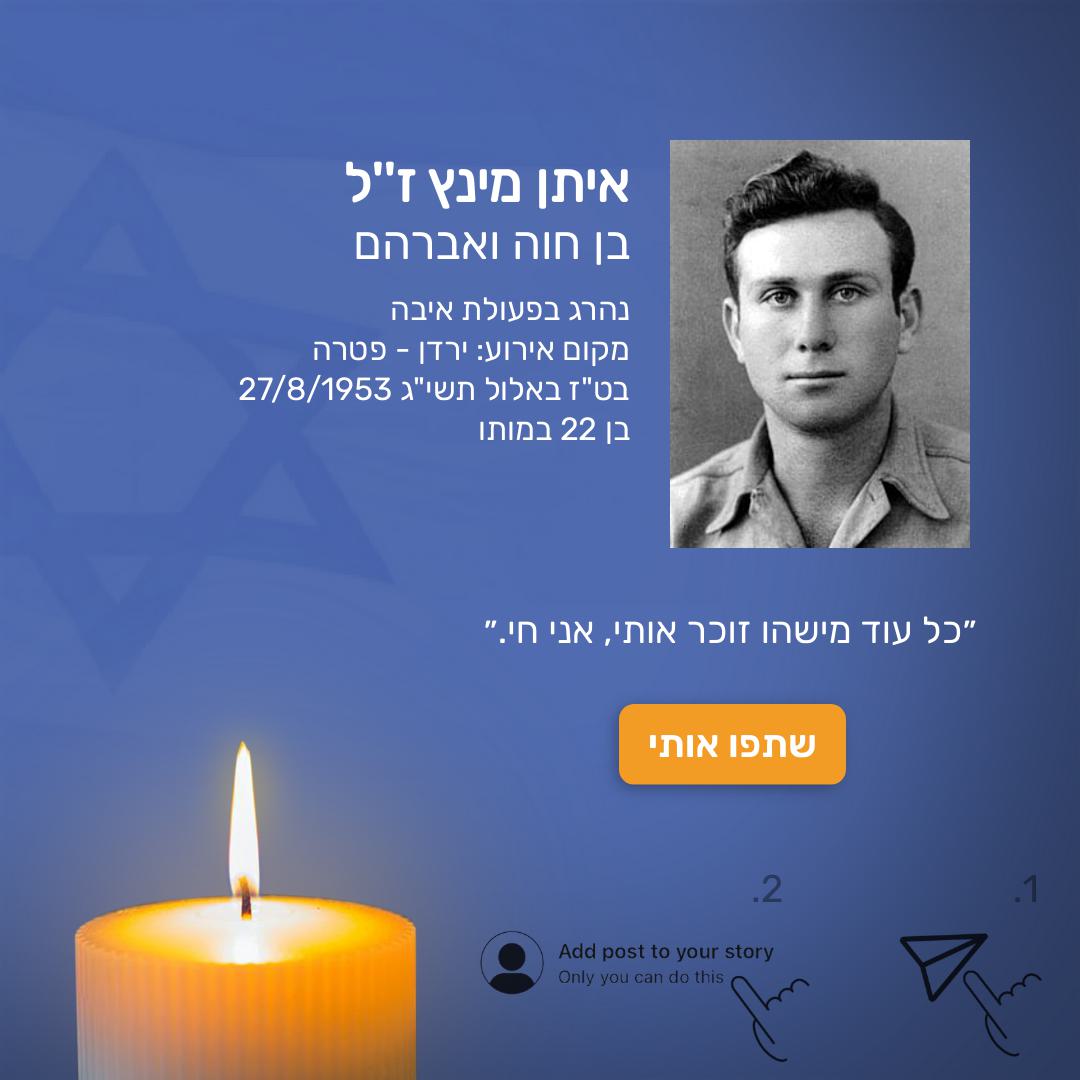 איתן מינץ ז"ל
בן חוה ואברהם
נהרג בפעולת איבה
מקום אירוע: ירדן - פטרה
בט"ז באלול תשי"ג 27/8/1953
בן 22 במותו
״כל עוד מישהו זוכר אותי, אני חי.״
שתפו אותי
1.
2.
Add post to your story
Only you can do this